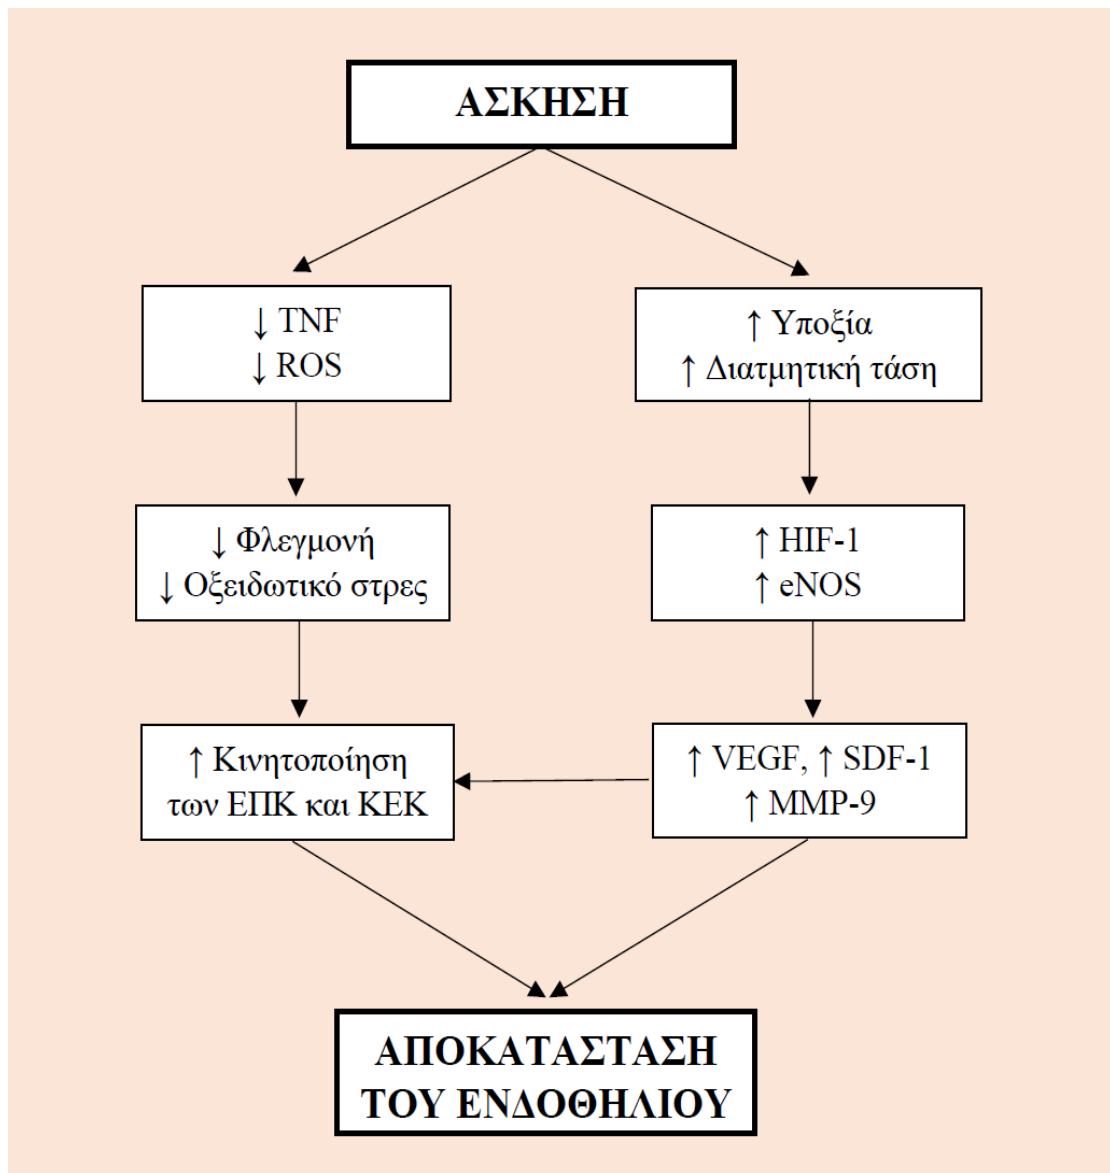 ΑΣΚΗΣΗ
↓ TNF
↓ ROS
↑ Υποξία
↑ Διατμητική τάση
↓ Φλεγμονή
↓ Οξειδωτικό στρες
↑ HIF-1
↑ eNOS
↑ Κινητοποίηση
των ΕΠΚ και ΚΕΚ
↑ VEGF, ↑ SDF-1
↑ MMP-9
ΑΠΟΚΑΤΑΣΤΑΣΗ
ΤΟΥ ΕΝΔΟΘΗΛΙΟΥ